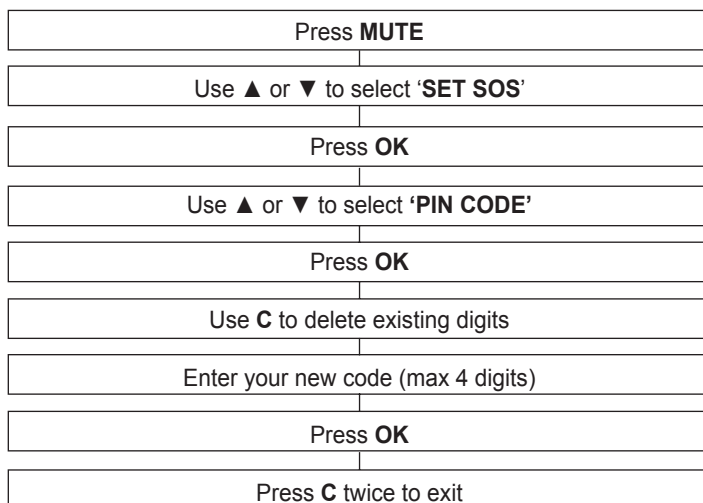 Press MUTE
Use ▲ or ▼ to select ‘SET SOS’
Press OK
Use ▲ or ▼ to select ‘PIN CODE’
Press OK
Use C to delete existing digits
Enter your new code (max 4 digits)
Press OK
Press C twice to exit